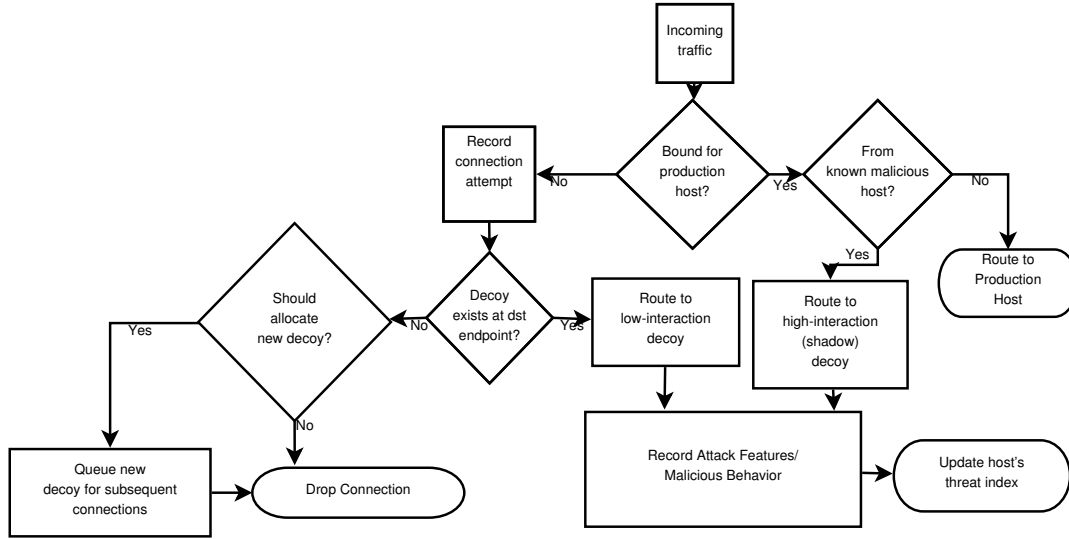 Incoming
traffic
Record
connection
attempt
No
Bound for
production
host?
Yes
From
known malicious
host?
No
Yes
Route to
Production
Host
Should
allocate
new decoy?
Yes
No
No
Decoy
exists at dst
endpoint?
Yes
Route to
low-interaction
decoy
Route to
high-interaction
(shadow)
decoy
Queue new
decoy for subsequent
connections
Drop Connection
Record Attack Features/
Malicious Behavior
Update host's
threat index